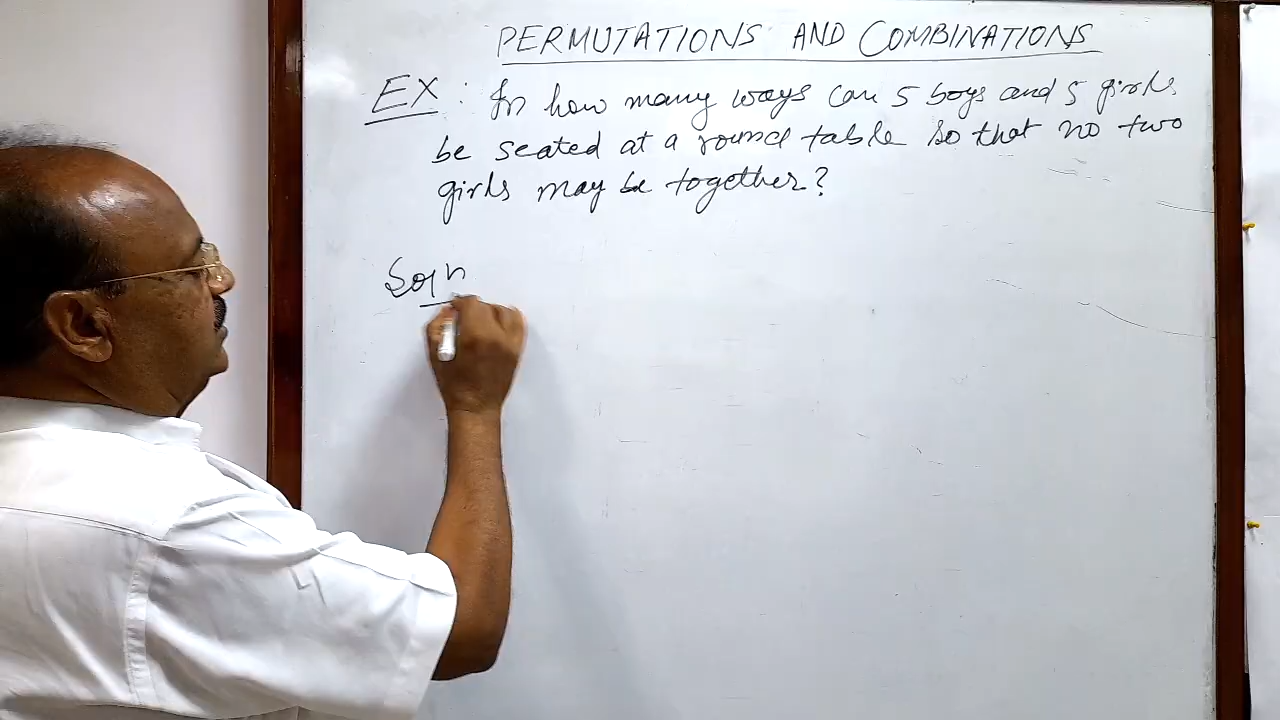 PERMUTATIONS AND COMBINATIONS
EX : In how many ways can 5 boys and 5 girls
be seated at a round table so that no two
girls may be together?
Soln